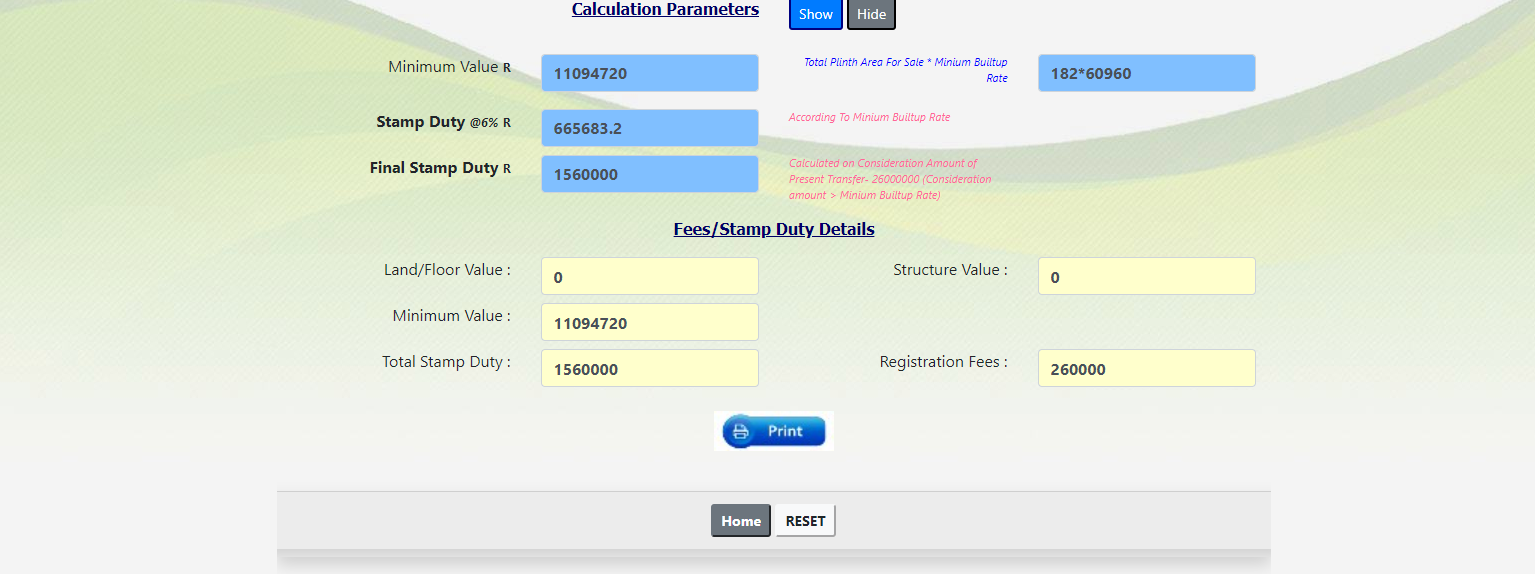 Calculation Parameters Show Hide
Minimum Value R 11094720 Total Plinth Area For Sale * Minium Builtup
Rate 182*60960
Stamp Duty @6% R 665683.2 According To Minium Builtup Rate
Final Stamp Duty R 1560000 Calculated on Consideration Amount of
Present Transfer- 26000000 (Consideration
amount > Minium Builtup Rate)
Fees/Stamp Duty Details
Land/Floor Value : 0 Structure Value : 0
Minimum Value : 11094720
Total Stamp Duty : 1560000 Registration Fees : 260000
Print
Home RESET